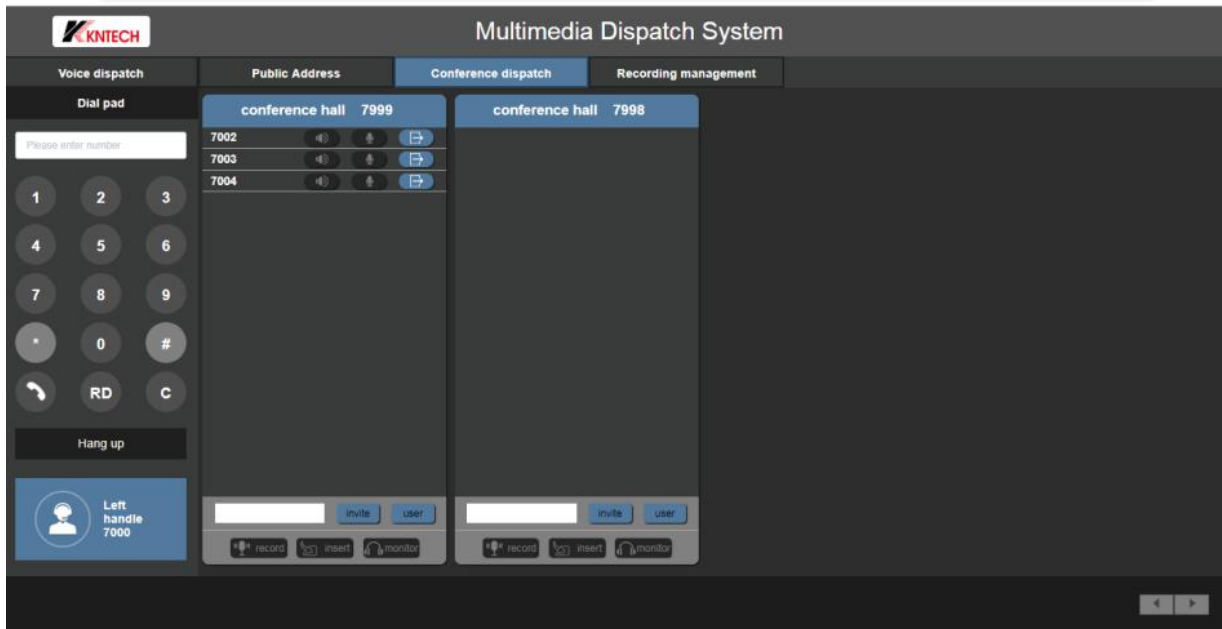 KNTECH
Multimedia Dispatch System
Voice dispatch
Public Address
Conference dispatch
Recording management
Dial pad
Please enter number
1 2 3
4 5 6
7 8 9
* 0 #
RD C
Hang up
Left
handle
7000
conference hall 7999
7002
7003
7004
invite user
record insert monitor
conference hall 7998
invite user
record insert monitor